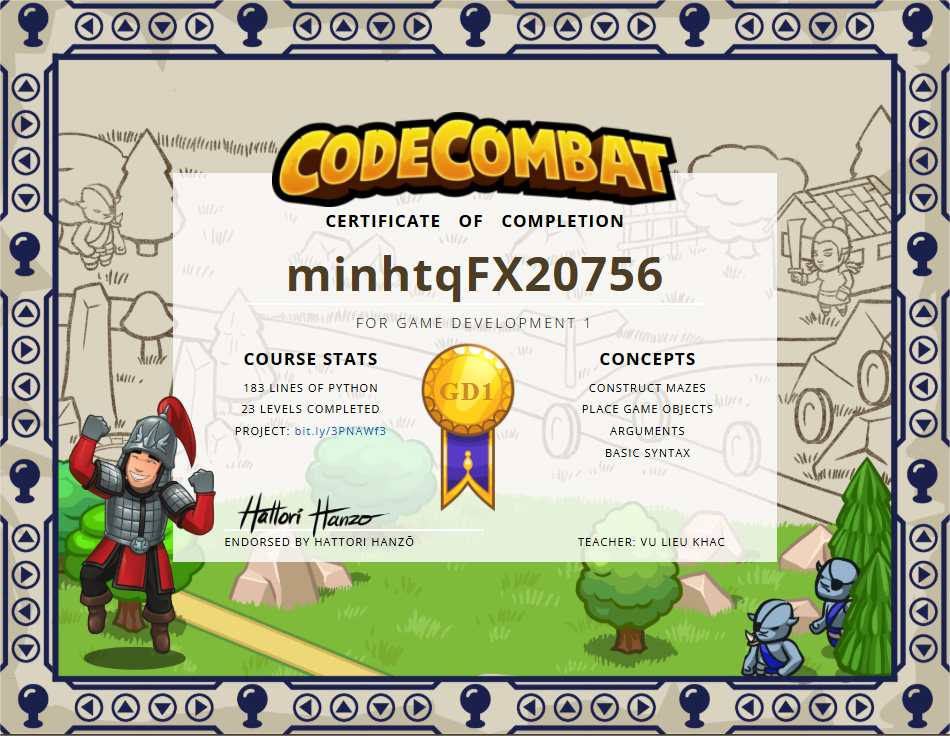 CODECOMBAT
CERTIFICATE OF COMPLETION
minhtqFX20756
FOR GAME DEVELOPMENT 1
COURSE STATS
183 LINES OF PYTHON
23 LEVELS COMPLETED
PROJECT: bit.ly/3PNAWf3
GD1
CONCEPTS
CONSTRUCT MAZES
PLACE GAME OBJECTS
ARGUMENTS
BASIC SYNTAX
Hattori Hanzo
ENDORSED BY HATTORI HANZŌ
TEACHER: VU LIEU KHAC